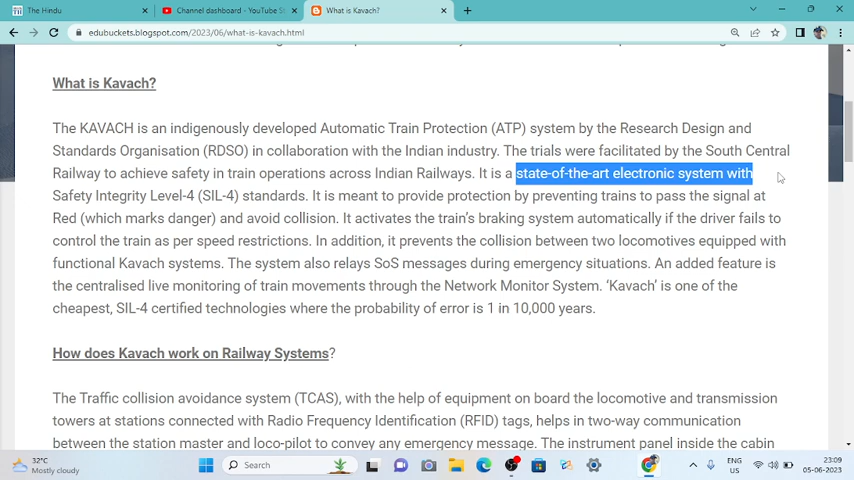 The Hindu
Channel dashboard - YouTube St
What is Kavach?
edubuckets.blogspot.com/2023/06/what-is-kavach.html
What is Kavach?
The KAVACH is an indigenously developed Automatic Train Protection (ATP) system by the Research Design and
Standards Organisation (RDSO) in collaboration with the Indian industry. The trials were facilitated by the South Central
Railway to achieve safety in train operations across Indian Railways. It is a state-of-the-art electronic system with
Safety Integrity Level-4 (SIL-4) standards. It is meant to provide protection by preventing trains to pass the signal at
Red (which marks danger) and avoid collision. It activates the train's braking system automatically if the driver fails to
control the train as per speed restrictions. In addition, it prevents the collision between two locomotives equipped with
functional Kavach systems. The system also relays SoS messages during emergency situations. An added feature is
the centralised live monitoring of train movements through the Network Monitor System. ‘Kavach’ is one of the
cheapest, SIL-4 certified technologies where the probability of error is 1 in 10,000 years.
How does Kavach work on Railway Systems?
The Traffic collision avoidance system (TCAS), with the help of equipment on board the locomotive and transmission
towers at stations connected with Radio Frequency Identification (RFID) tags, helps in two-way communication
between the station master and loco-pilot to convey any emergency message. The instrument panel inside the cabin
32°C
Mostly cloudy
Search
ENG
US
23:09
05-06-2023